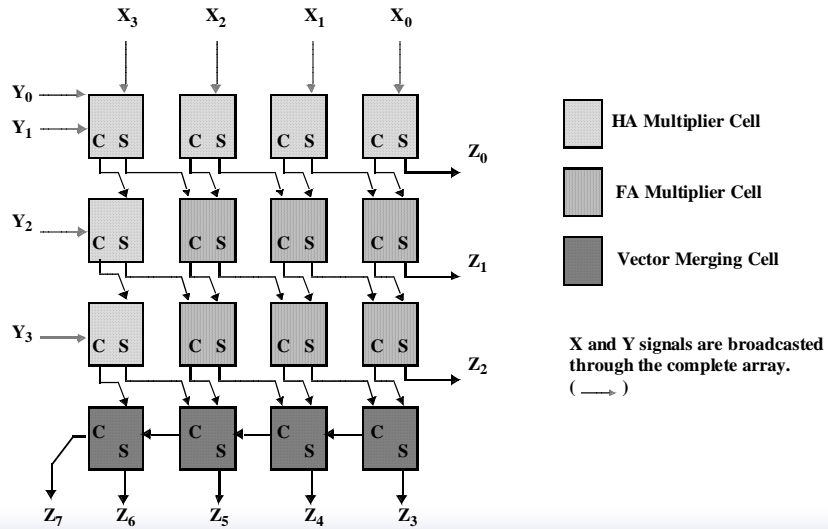 X3 X2 X1 X0
Y0
Y1
C S C S C S C S
Z0
HA Multiplier Cell
Y2
C S C S C S C S
Z1
FA Multiplier Cell
Vector Merging Cell
Y3
C S C S C S C S
Z2
X and Y signals are broadcasted
through the complete array.
( )
C S C S C S C S
Z7 Z6 Z5 Z4 Z3